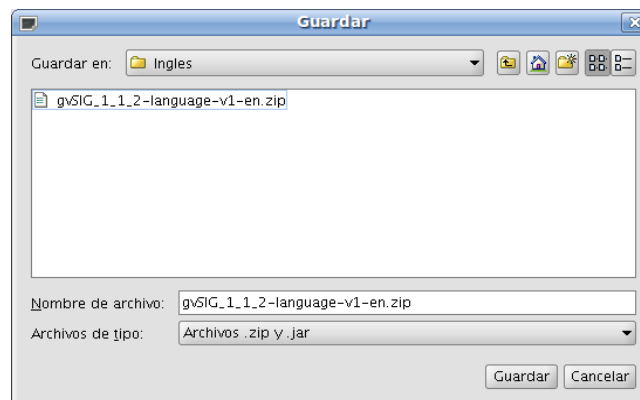 Guardar
Guardar en: Ingles
gvSIG_1_1_2-language-v1-en.zip
Nombre de archivo: gvSIG_1_1_2-language-v1-en.zip
Archivos de tipo: Archivos .zip y .jar
Guardar Cancelar